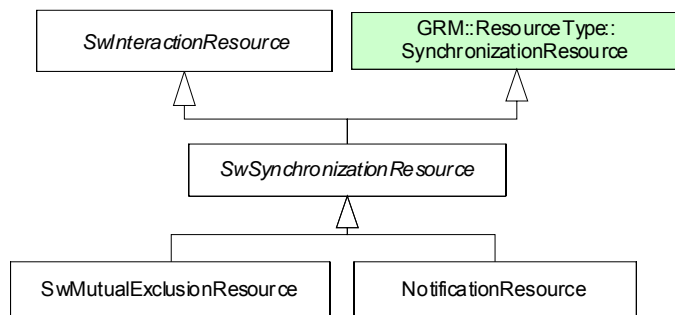 SwInteractionResource
GRM::ResourceType::
SynchronizationResource
SwSynchronizationResource
SwMutualExclusionResource
NotificationResource